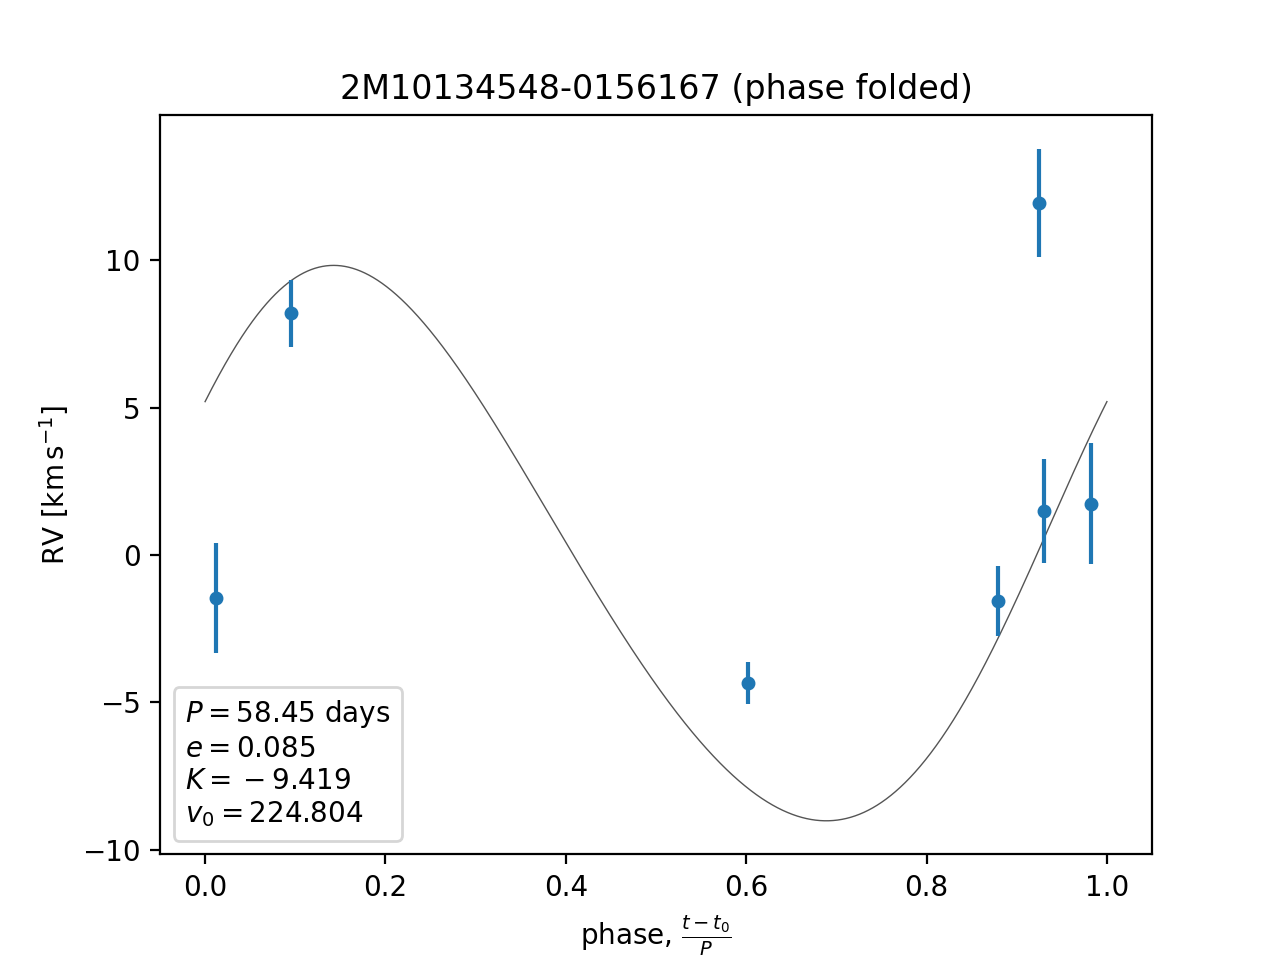 2M10134548-0156167 (phase folded)
RV [km s⁻¹]
10
5
0
−5
−10
P = 58.45 days
e = 0.085
K = −9.419
v₀ = 224.804
0.0 0.2 0.4 0.6 0.8 1.0
phase, (t − t₀)/P